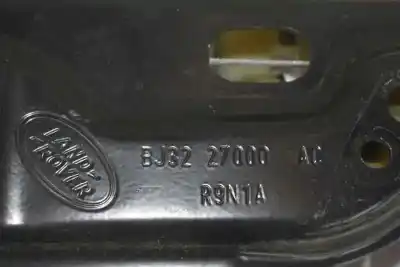 LAND-
ROVER
BJ32 27000 AC
R9N1A